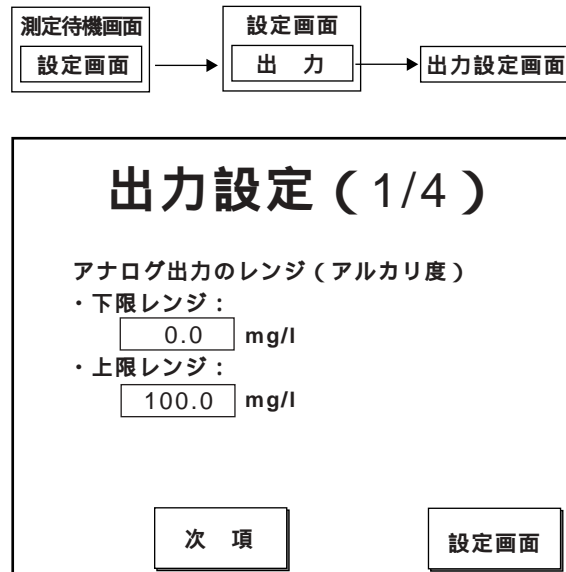 測定待機画面
設定画面
設定画面
出 力
出力設定画面
出力設定(1/4)
アナログ出力のレンジ(アルカリ度)
・下限レンジ:
0.0 mg/l
・上限レンジ:
100.0 mg/l
次 項
設定画面